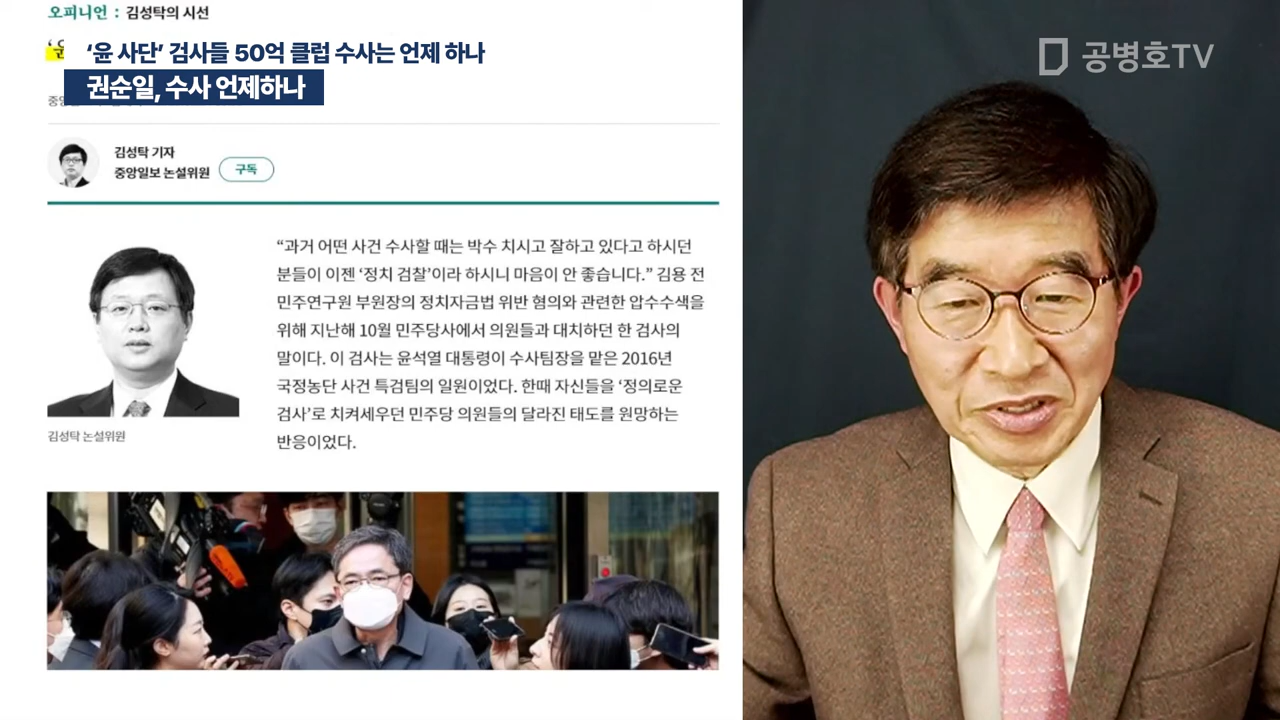 오피니언 : 김성탁의 시선
‘윤 사단’ 검사들 50억 클럽 수사는 언제 하나
권순일, 수사 언제하나
공병호TV
김성탁 기자
중앙일보 논설위원
구독
“과거 어떤 사건 수사할 때는 박수 치시고 잘하고 있다고 하시던
분들이 이젠 ‘정치 검찰’이라 하시니 마음이 안 좋습니다.” 김용 전
민주연구원 부원장의 정치자금법 위반 혐의와 관련한 압수수색을
위해 지난해 10월 민주당사에서 의원들과 대치하던 한 검사의
말이다. 이 검사는 윤석열 대통령이 수사팀장을 맡은 2016년
국정농단 사건 특검팀의 일원이었다. 한때 자신들을 ‘정의로운
검사’로 치켜세우던 민주당 의원들의 달라진 태도를 원망하는
반응이었다.
김성탁 논설위원